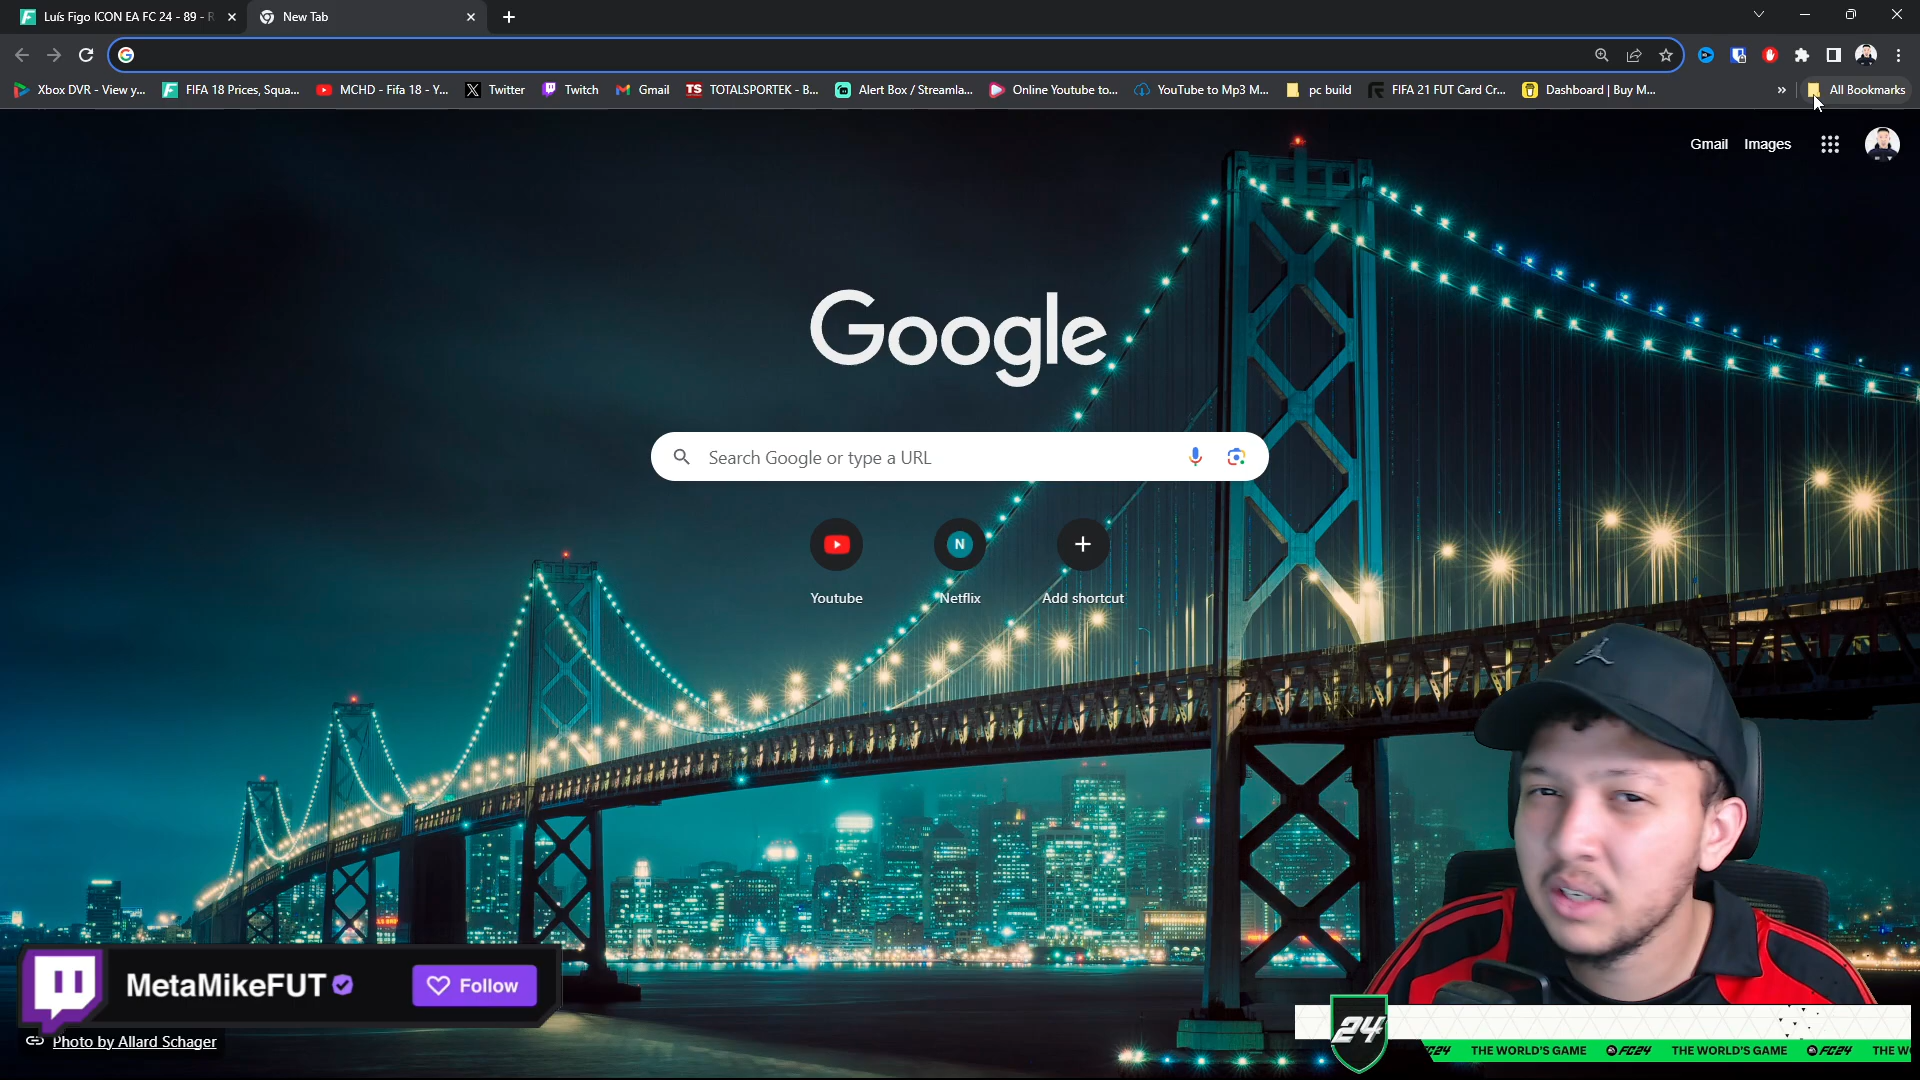 Luís Figo ICON EA FC 24 - 89 - R
New Tab
Xbox DVR - View y...
FIFA 18 Prices, Squa...
MCHD - Fifa 18 - Y...
Twitter
Twitch
Gmail
TS TOTALSPORTEK - B...
Alert Box / Streamla...
Online Youtube to...
YouTube to Mp3 M...
pc build
FIFA 21 FUT Card Cr...
Dashboard | Buy M...
»
All Bookmarks
Gmail
Images
Google
Search Google or type a URL
N
Youtube
Netflix
Add shortcut
MetaMikeFUT
Follow
Photo by Allard Schager
24
FC24 THE WORLD'S GAME FC24 THE WORLD'S GAME FC24 THE W